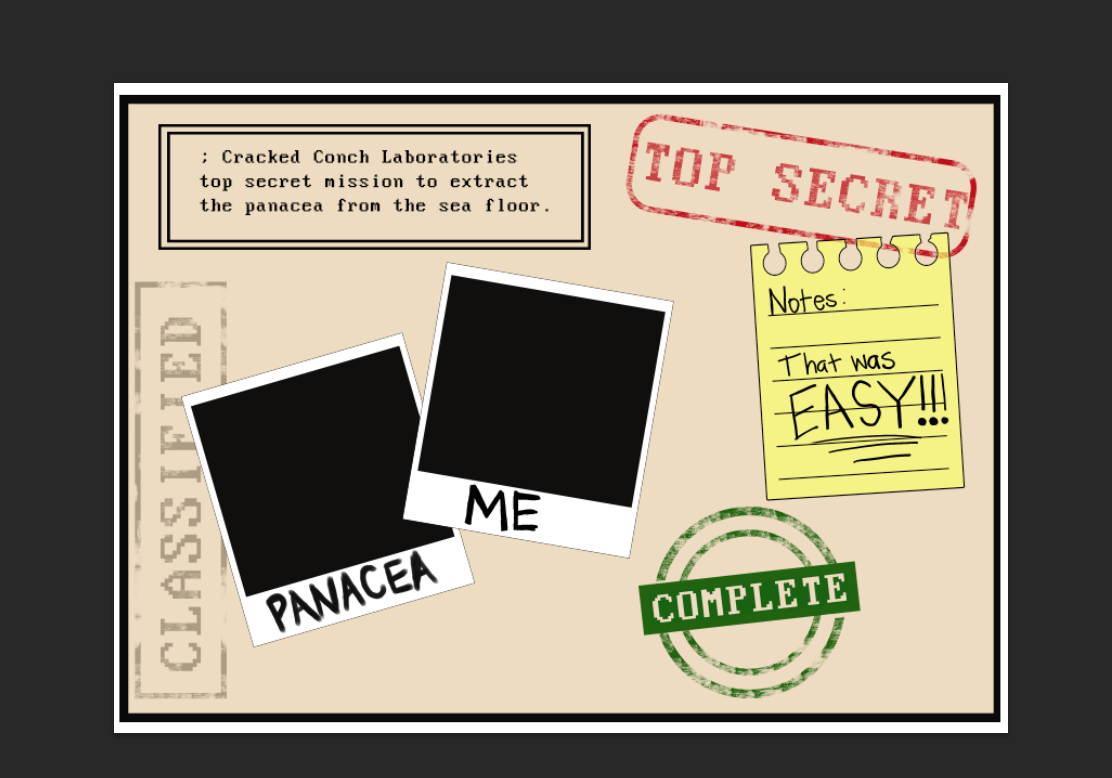 ; Cracked Conch Laboratories
top secret mission to extract
the panacea from the sea floor.
TOP SECRET
Notes:
That was
EASY!!!
CLASSIFIED
ME
PANACEA
COMPLETE